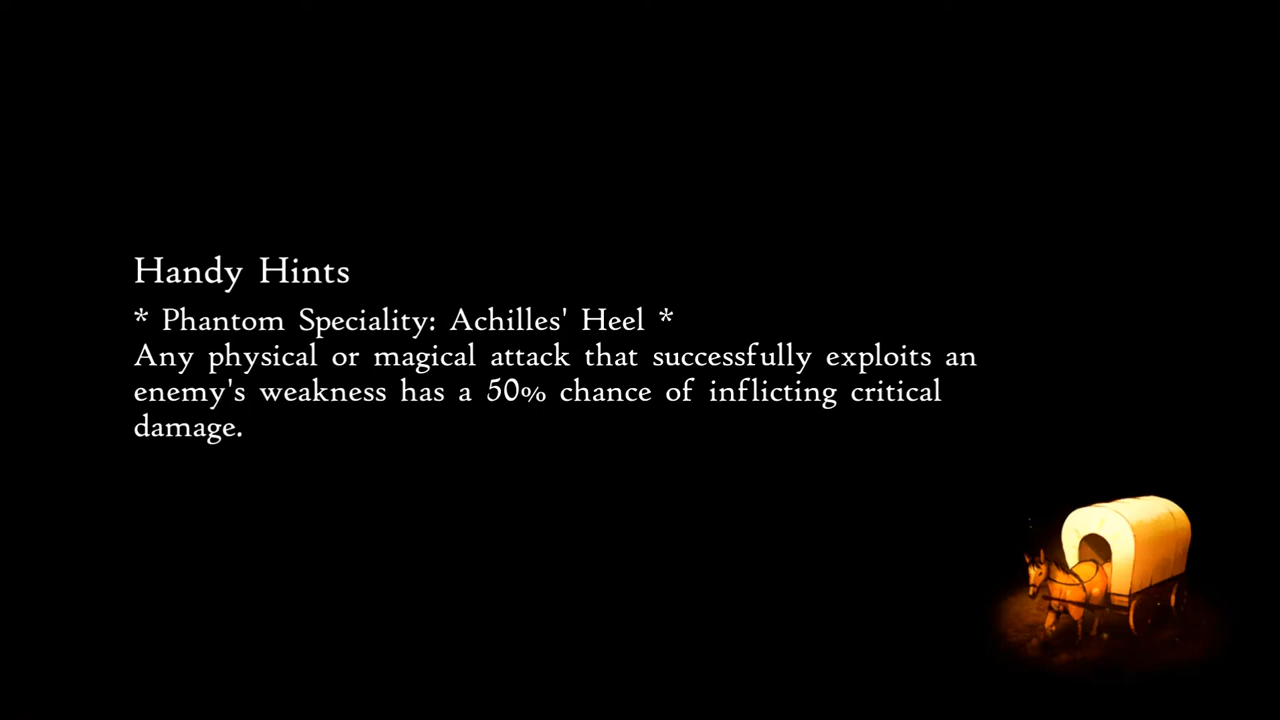 Handy Hints
* Phantom Speciality: Achilles' Heel *
Any physical or magical attack that successfully exploits an
enemy's weakness has a 50% chance of inflicting critical
damage.